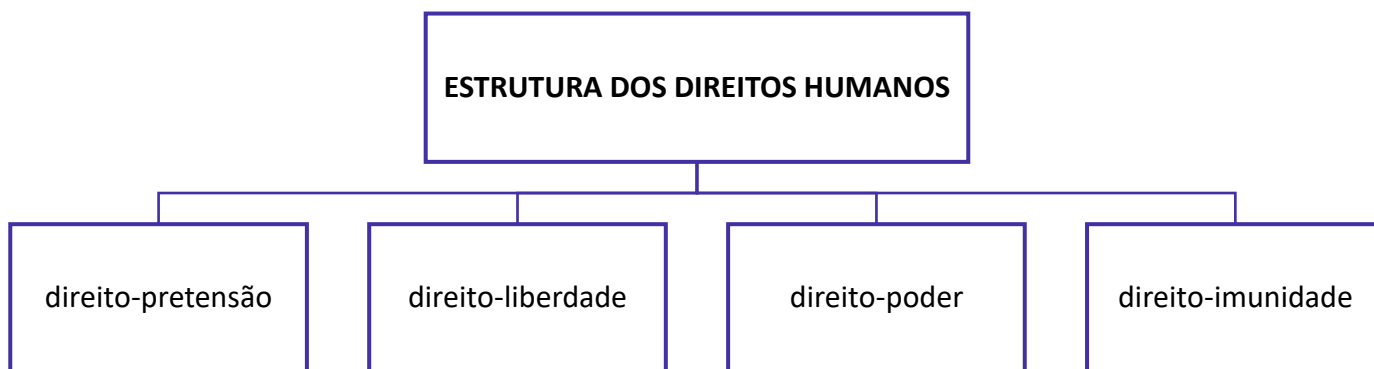 ESTRUTURA DOS DIREITOS HUMANOS
direito-pretensão
direito-liberdade
direito-poder
direito-imunidade